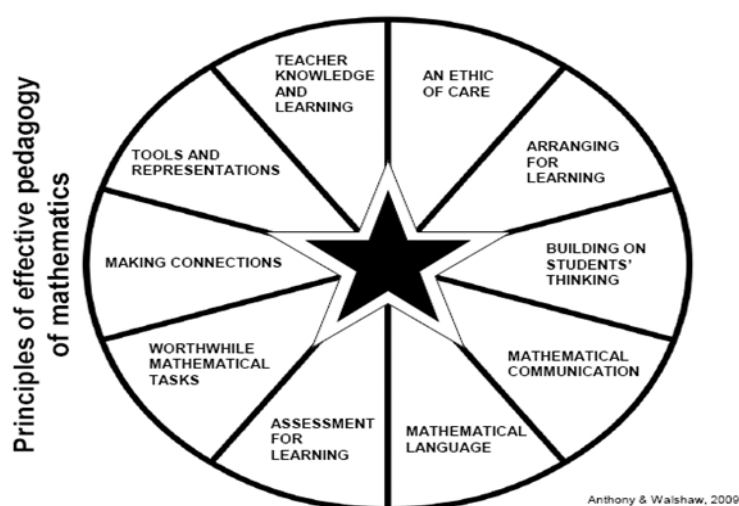 Principles of effective pedagogy
of mathematics
TEACHER
KNOWLEDGE
AND
LEARNING
AN ETHIC
OF CARE
ARRANGING
FOR
LEARNING
BUILDING ON
STUDENTS'
THINKING
MATHEMATICAL
COMMUNICATION
MATHEMATICAL
LANGUAGE
ASSESSMENT
FOR
LEARNING
WORTHWHILE
MATHEMATICAL
TASKS
MAKING CONNECTIONS
TOOLS AND
REPRESENTATIONS
Anthony & Walshaw, 2009